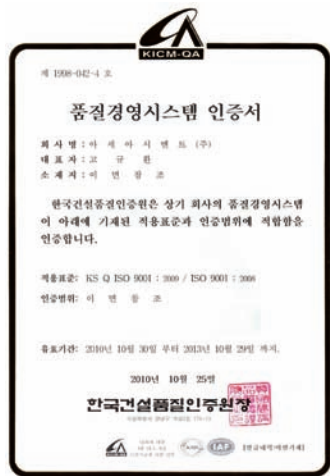 KICM-QA
제 1998-042-4 호
품질경영시스템 인증서
회 사 명 : 아 세 아 시 멘 트 (주)
대 표 자 : 고 규 환
소 재 지 : 이 면 참 조
한국건설품질인증원은 상기 회사의 품질경영시스템
이 아래에 기재된 적용표준과 인증범위에 적합함을
인증합니다.
적용표준: KS Q ISO 9001 : 2009 / ISO 9001 : 2008
인증범위: 이 면 참 조
유효기간: 2010년 10월 30일 부터 2013년 10월 29일 까지.
2010년 10월 25일
한국건설품질인증원장
IAF